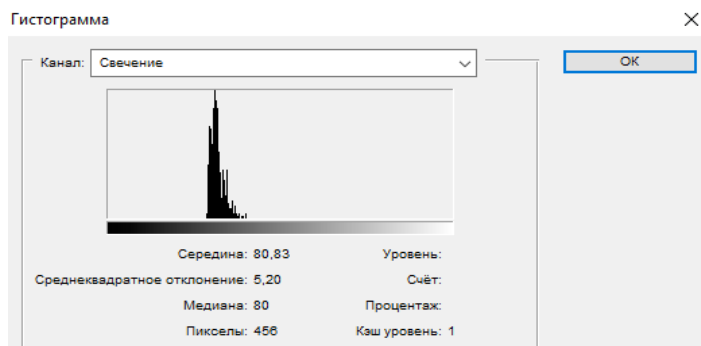 Гистограмма
Канал: Свечение
ОК
Середина: 80,83 Уровень:
Среднеквадратное отклонение: 5,20 Счёт:
Медиана: 80 Процентаж:
Пикселы: 456 Кэш уровень: 1